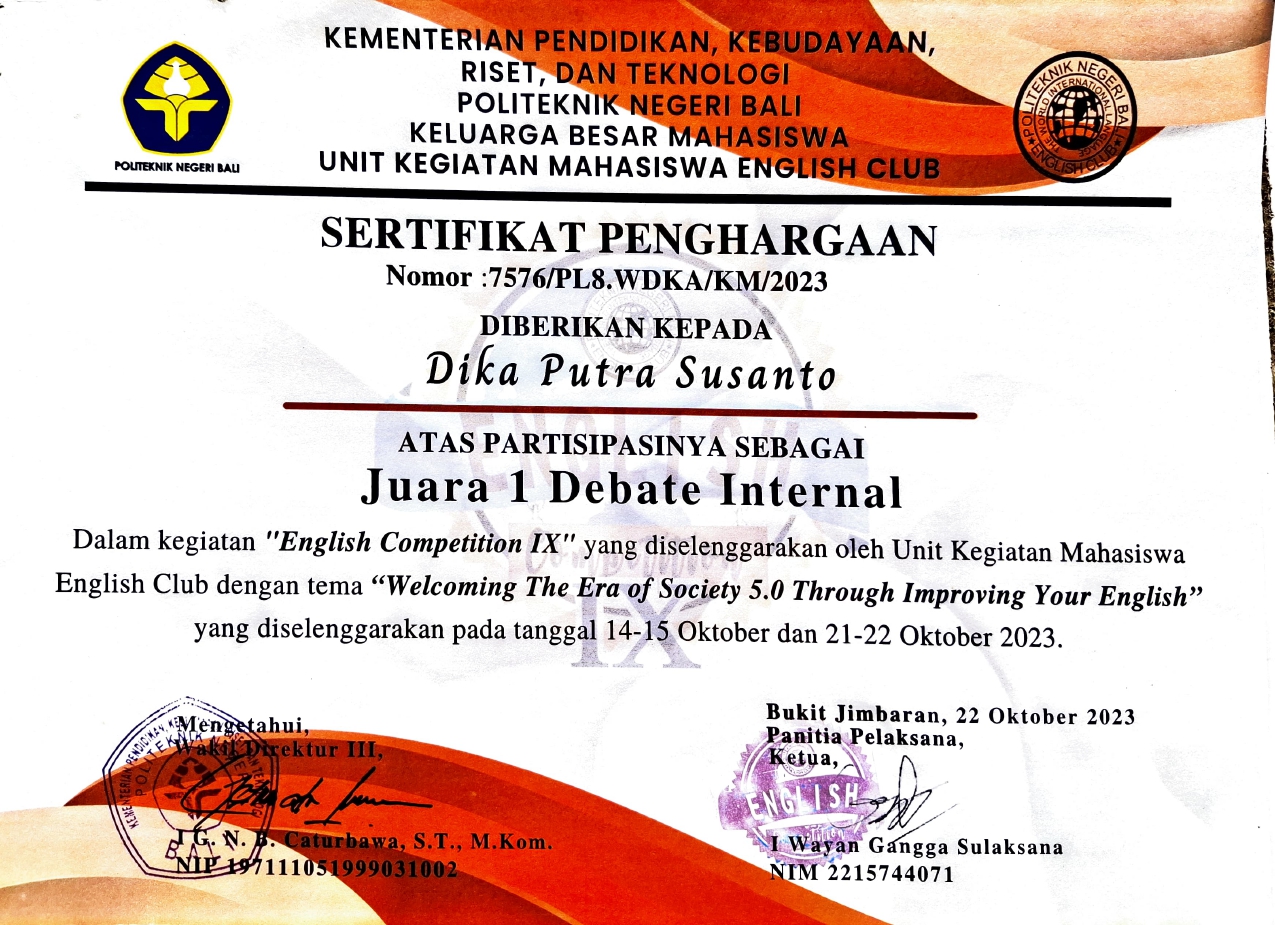 KEMENTERIAN PENDIDIKAN, KEBUDAYAAN,
RISET, DAN TEKNOLOGI
POLITEKNIK NEGERI BALI
KELUARGA BESAR MAHASISWA
UNIT KEGIATAN MAHASISWA ENGLISH CLUB
POLITEKNIK NEGERI BALI
POLITEKNIK NEGERI BALI
THE WORLD INTERNATIONAL LANGUAGE
ENGLISH CLUB
SERTIFIKAT PENGHARGAAN
Nomor :7576/PL8.WDKA/KM/2023
DIBERIKAN KEPADA
Dika Putra Susanto
ATAS PARTISIPASINYA SEBAGAI
Juara 1 Debate Internal
Dalam kegiatan "English Competition IX" yang diselenggarakan oleh Unit Kegiatan Mahasiswa
English Club dengan tema “Welcoming The Era of Society 5.0 Through Improving Your English”
yang diselenggarakan pada tanggal 14-15 Oktober dan 21-22 Oktober 2023.
ENGLISH
Competition
IX
Mengetahui,
Wakil Direktur III,
I G. N. B. Caturbawa, S.T., M.Kom.
NIP 197111051999031002
BALI
Bukit Jimbaran, 22 Oktober 2023
Panitia Pelaksana,
Ketua,
ENGLISH
I Wayan Gangga Sulaksana
NIM 2215744071